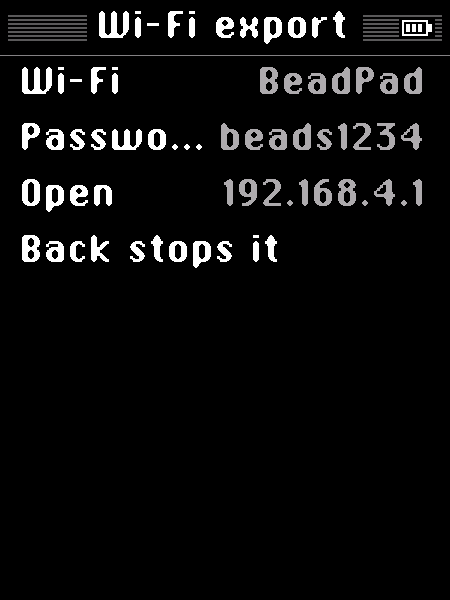 Wi-Fi export
Wi-Fi BeadPad
Passwo... beads1234
Open 192.168.4.1
Back stops it